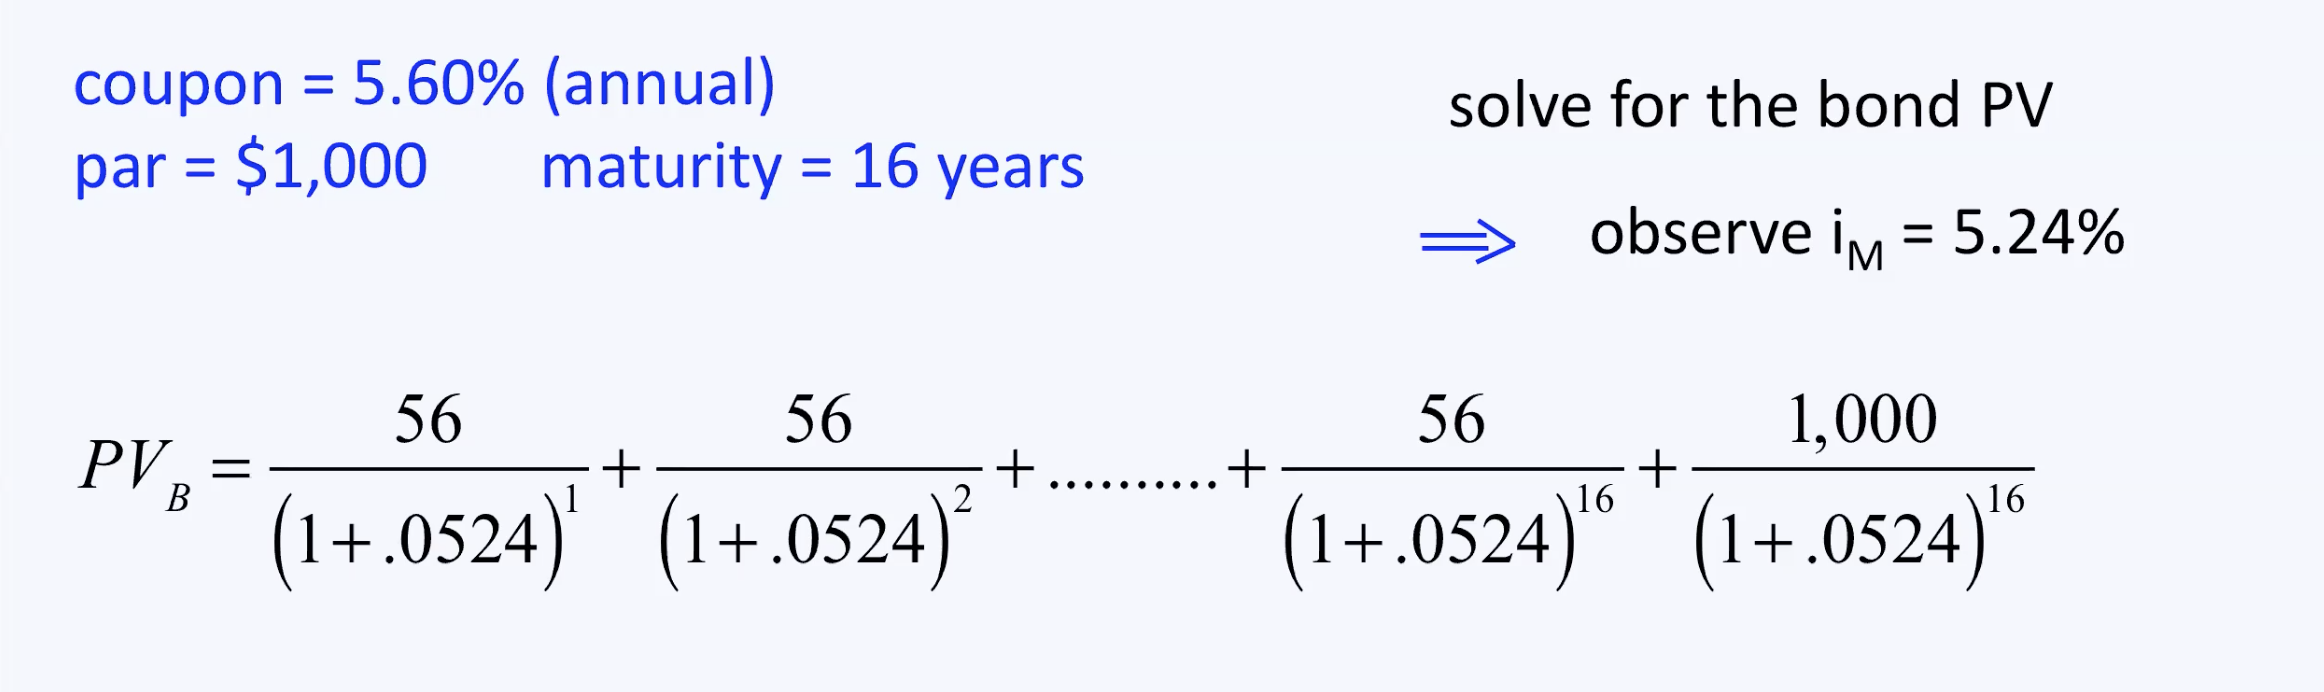 coupon = 5.60% (annual)
par = $1,000 maturity = 16 years
solve for the bond PV
⟹ observe i_M = 5.24%
PV_B = 56/(1+.0524)^1 + 56/(1+.0524)^2 + .......... + 56/(1+.0524)^16 + 1,000/(1+.0524)^16